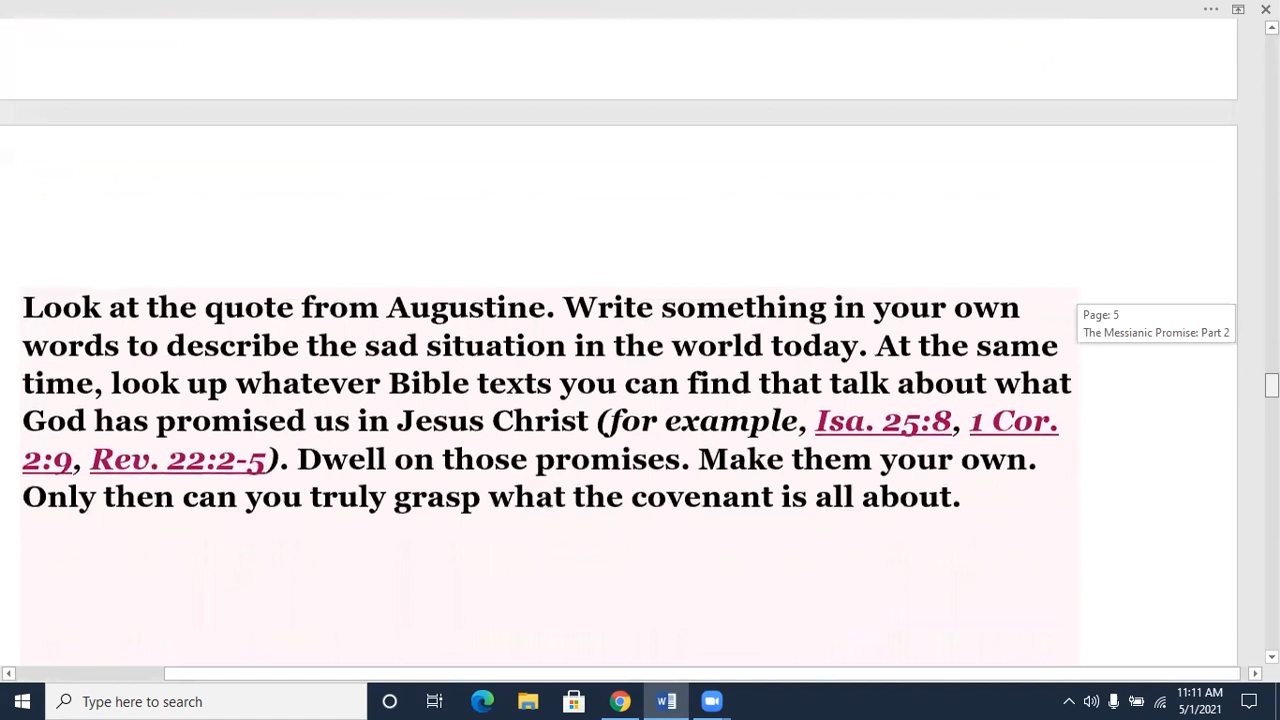 Look at the quote from Augustine. Write something in your own
words to describe the sad situation in the world today. At the same
time, look up whatever Bible texts you can find that talk about what
God has promised us in Jesus Christ (for example, Isa. 25:8, 1 Cor.
2:9, Rev. 22:2-5). Dwell on those promises. Make them your own.
Only then can you truly grasp what the covenant is all about.
Page: 5
The Messianic Promise: Part 2
Type here to search
11:11 AM
5/1/2021